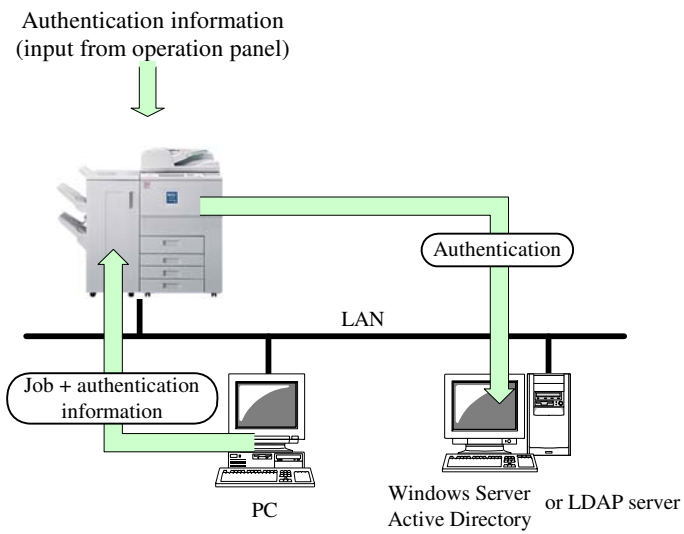 Authentication information
(input from operation panel)
Authentication
LAN
Job + authentication
information
PC
Windows Server
Active Directory
or LDAP server